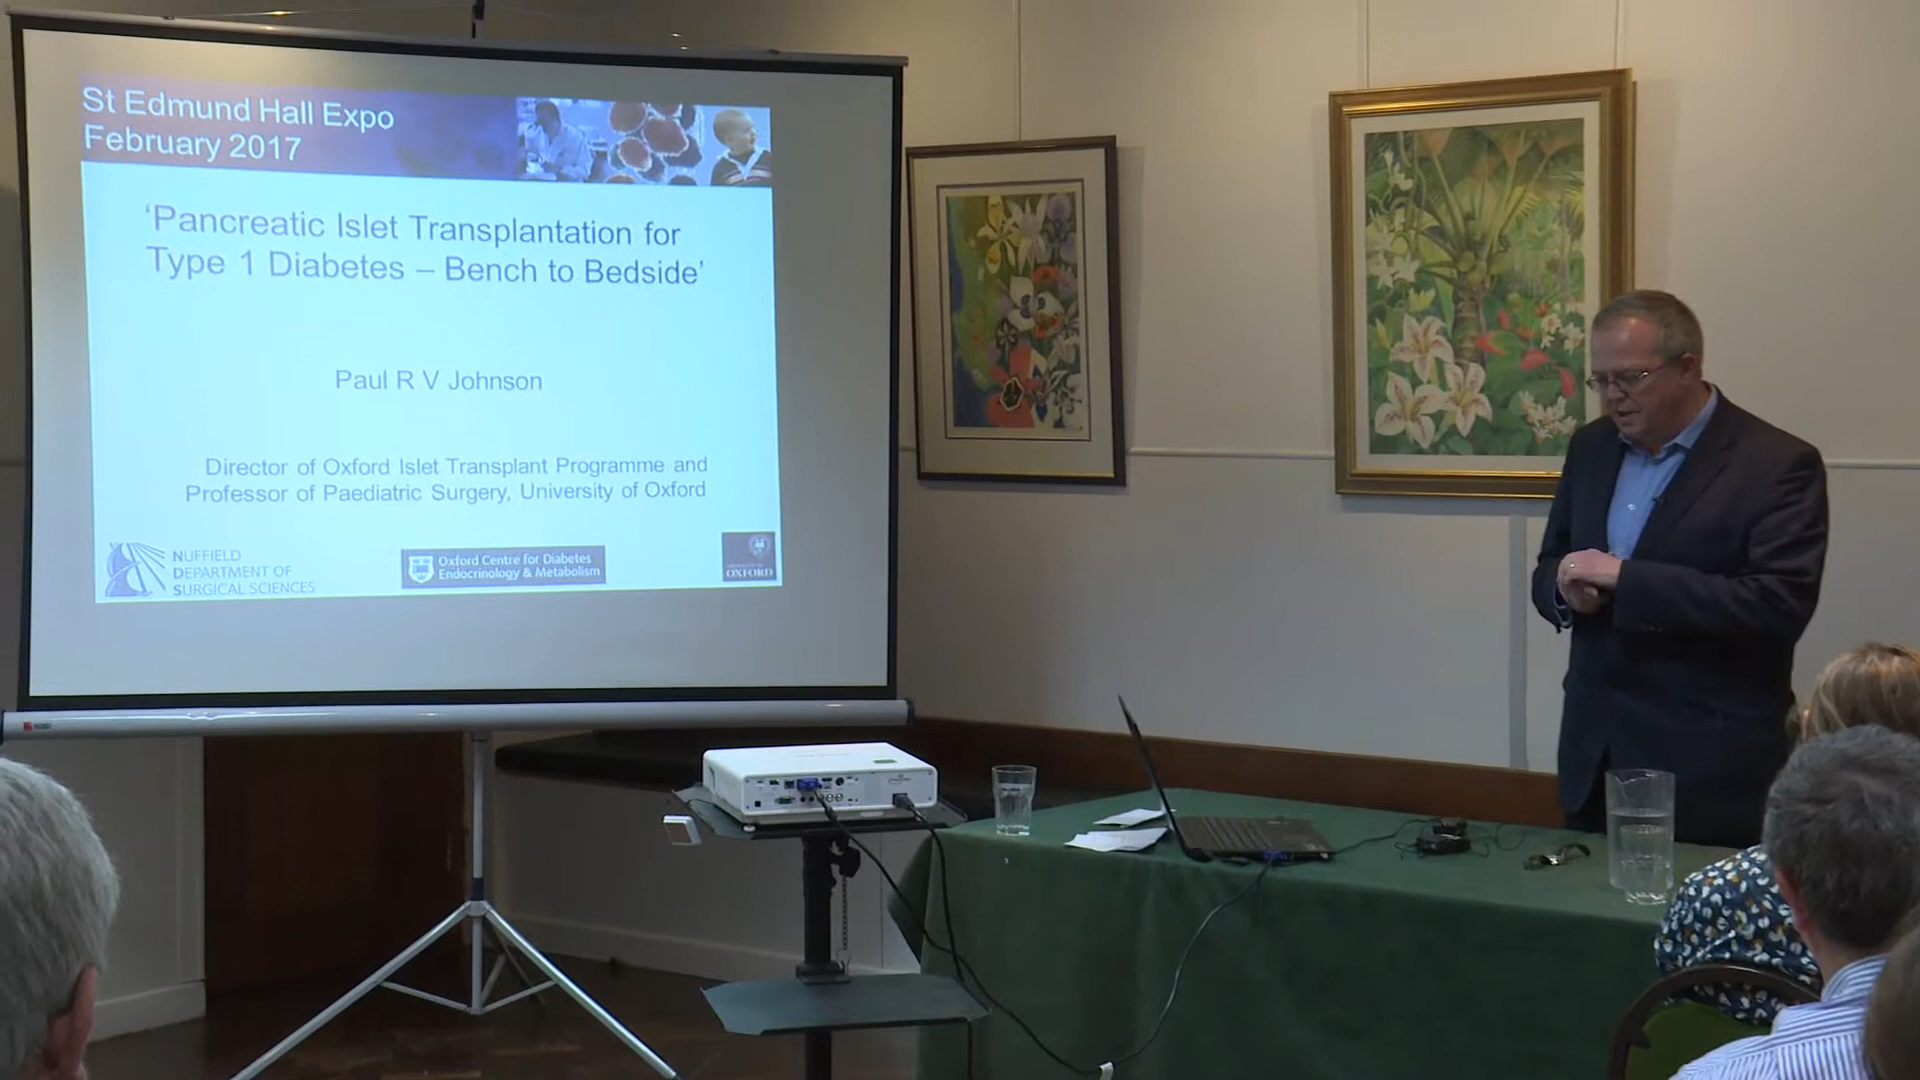 St Edmund Hall Expo
February 2017
‘Pancreatic Islet Transplantation for
Type 1 Diabetes – Bench to Bedside’
Paul R V Johnson
Director of Oxford Islet Transplant Programme and
Professor of Paediatric Surgery, University of Oxford
NUFFIELD
DEPARTMENT OF
SURGICAL SCIENCES
Oxford Centre for Diabetes
Endocrinology & Metabolism
OXFORD